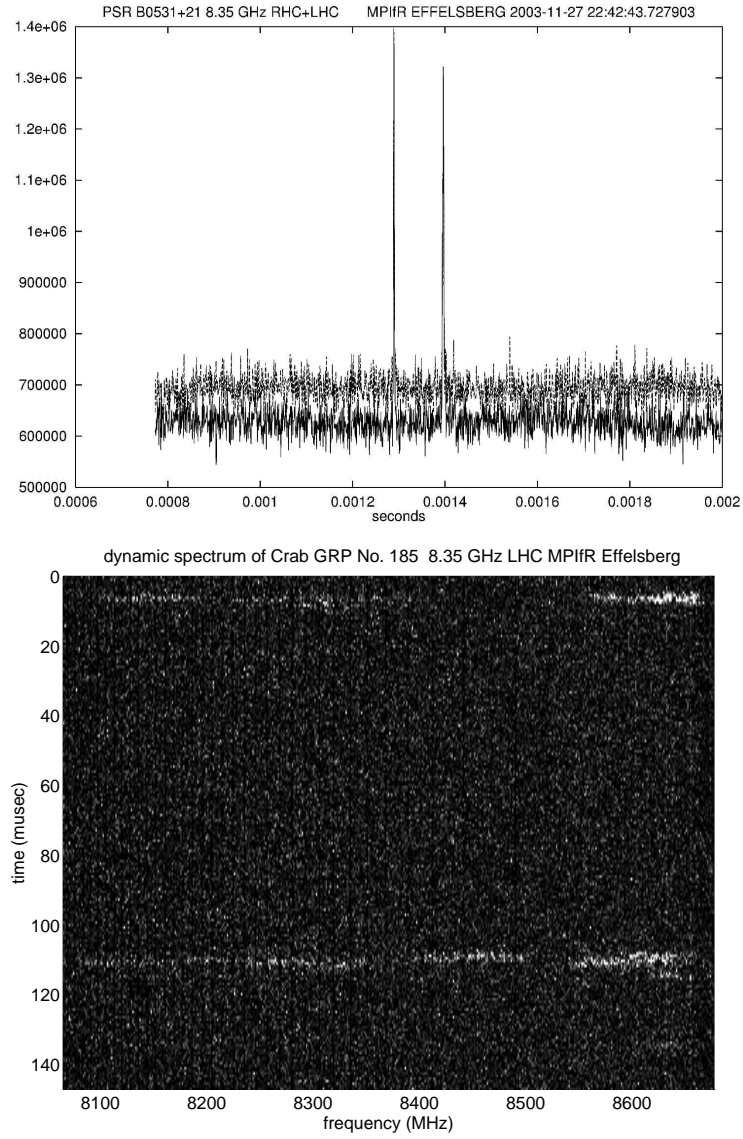 PSR B0531+21 8.35 GHz RHC+LHC MPIfR EFFELSBERG 2003-11-27 22:42:43.727903
1.4e+06
1.3e+06
1.2e+06
1.1e+06
1e+06
900000
800000
700000
600000
500000
0.0006 0.0008 0.001 0.0012 0.0014 0.0016 0.0018 0.002
seconds
dynamic spectrum of Crab GRP No. 185 8.35 GHz LHC MPIfR Effelsberg
0
20
40
60
80
100
120
140
time (musec)
8100 8200 8300 8400 8500 8600
frequency (MHz)